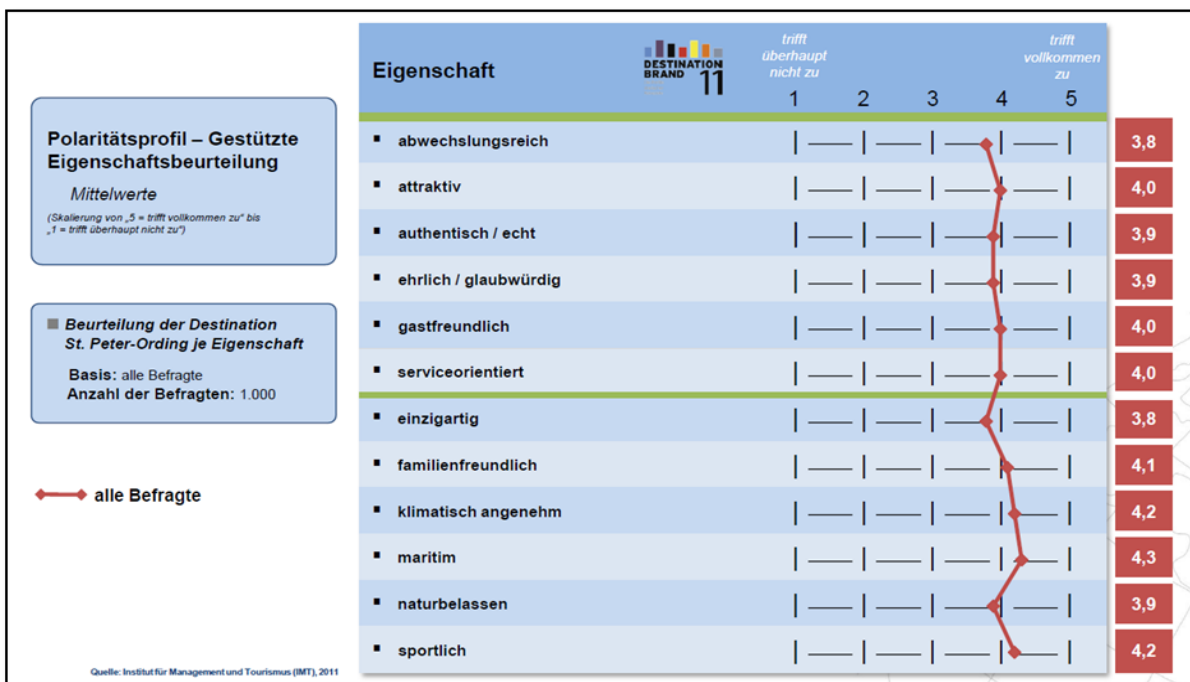 Polaritätsprofil – Gestützte
Eigenschaftsbeurteilung
Mittelwerte
(Skalierung von „5 = trifft vollkommen zu“ bis
„1 = trifft überhaupt nicht zu“)
Beurteilung der Destination
St. Peter-Ording je Eigenschaft
Basis: alle Befragte
Anzahl der Befragten: 1.000
alle Befragte
Quelle: Institut für Management und Tourismus (IMT), 2011
Eigenschaft
DESTINATION
BRAND 11
trifft
überhaupt
nicht zu
trifft
vollkommen
zu
1 2 3 4 5
abwechslungsreich 3,8
attraktiv 4,0
authentisch / echt 3,9
ehrlich / glaubwürdig 3,9
gastfreundlich 4,0
serviceorientiert 4,0
einzigartig 3,8
familienfreundlich 4,1
klimatisch angenehm 4,2
maritim 4,3
naturbelassen 3,9
sportlich 4,2